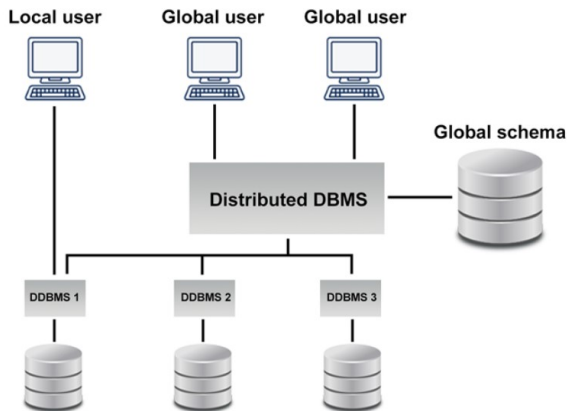 Local user
Global user
Global user
Global schema
Distributed DBMS
DDBMS 1
DDBMS 2
DDBMS 3